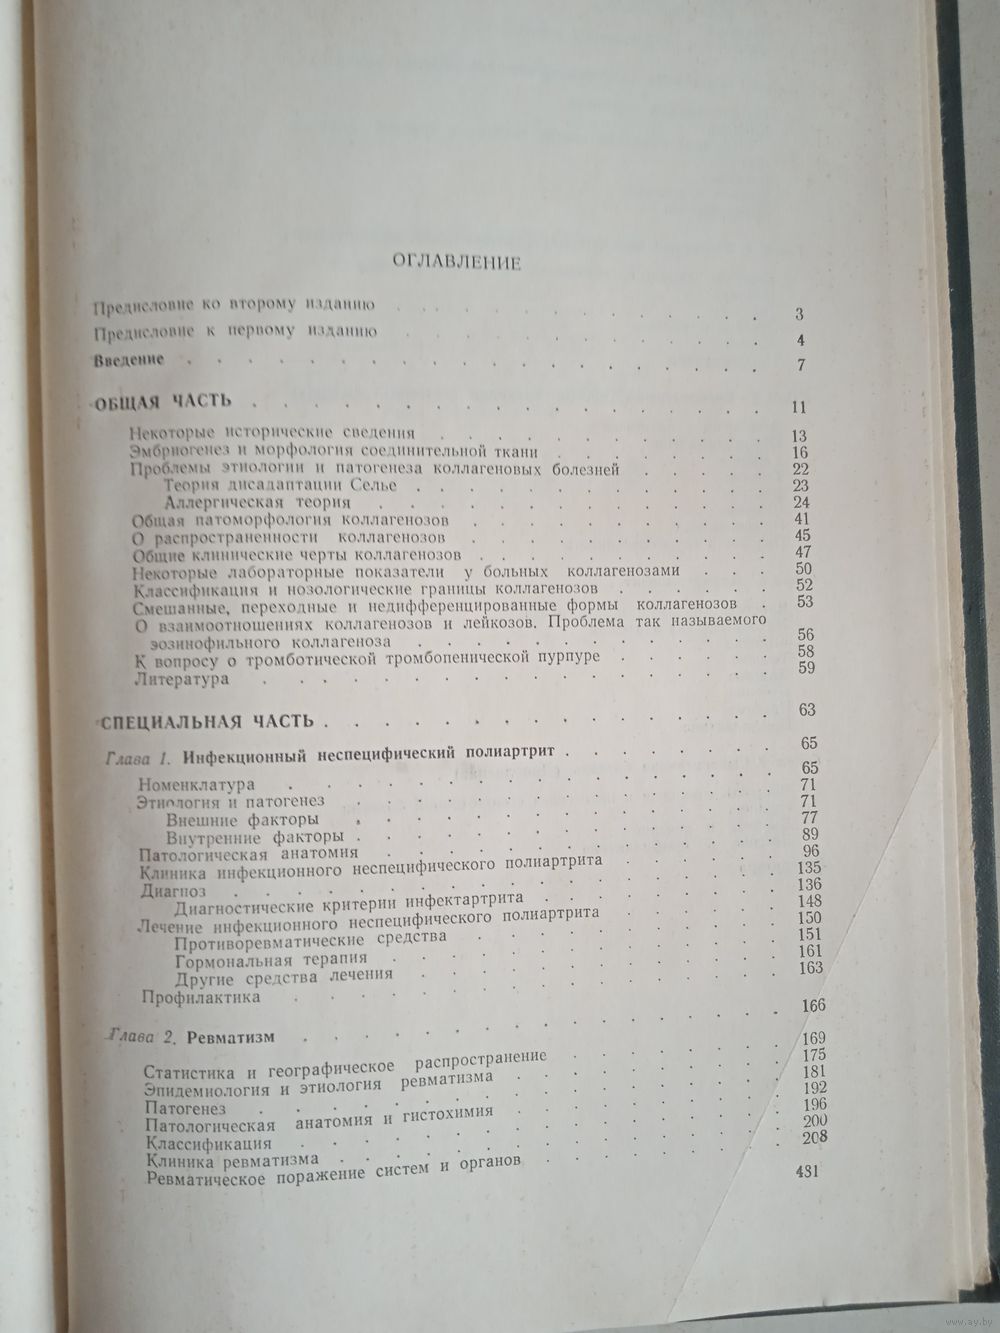 ОГЛАВЛЕНИЕ
Предисловие ко второму изданию . . . . . . . . . . . . . 3
Предисловие к первому изданию . . . . . . . . . . . . . 4
Введение . . . . . . . . . . . . . . . . . . . 7
ОБЩАЯ ЧАСТЬ . . . . . . . . . . . . . . . . 11
Некоторые исторические сведения . . . . . . . . . . . 13
Эмбриогенез и морфология соединительной ткани . . . . . . . 16
Проблемы этиологии и патогенеза коллагеновых болезней . . . . . 22
Теория дисадаптации Селье . . . . . . . . . . . . . 23
Аллергическая теория . . . . . . . . . . . . . . 24
Общая патоморфология коллагенозов . . . . . . . . . . . 41
О распространенности коллагенозов . . . . . . . . . . . 45
Общие клинические черты коллагенозов . . . . . . . . . . . 47
Некоторые лабораторные показатели у больных коллагенозами . . . 50
Классификация и нозологические границы коллагенозов . . . . . . 52
Смешанные, переходные и недифференцированные формы коллагенозов . 53
О взаимоотношениях коллагенозов и лейкозов. Проблема так называемого
эозинофильного коллагеноза . . . . . . . . . . . . . 56
К вопросу о тромботической тромбопенической пурпуре . . . . . . 58
Литература . . . . . . . . . . . . . . . . . . 59
СПЕЦИАЛЬНАЯ ЧАСТЬ . . . . . . . . . . . . . . . 63
Глава 1. Инфекционный неспецифический полиартрит . . . . . . . . 65
Номенклатура . . . . . . . . . . . . . . . . . 65
Этиология и патогенез . . . . . . . . . . . . . . . 71
Внешние факторы . . . . . . . . . . . . . . . 71
Внутренние факторы . . . . . . . . . . . . . . . 77
Патологическая анатомия . . . . . . . . . . . . . . 89
Клиника инфекционного неспецифического полиартрита . . . . . . 96
Диагноз . . . . . . . . . . . . . . . . . . . 135
Диагностические критерии инфектартрита . . . . . . . . . 136
Лечение инфекционного неспецифического полиартрита . . . . . . 148
Противоревматические средства . . . . . . . . . . . 150
Гормональная терапия . . . . . . . . . . . . . . 151
Другие средства лечения . . . . . . . . . . . . . 161
Профилактика . . . . . . . . . . . . . . . . . 163
Глава 2. Ревматизм . . . . . . . . . . . . . . . . 166
Статистика и географическое распространение . . . . . . . . 169
Эпидемиология и этиология ревматизма . . . . . . . . . . 175
Патогенез . . . . . . . . . . . . . . . . . . 181
Патологическая анатомия и гистохимия . . . . . . . . . . 192
Классификация . . . . . . . . . . . . . . . . . 196
Клиника ревматизма . . . . . . . . . . . . . . . 200
Ревматическое поражение систем и органов . . . . . . . . . 208
481
www.ay.by